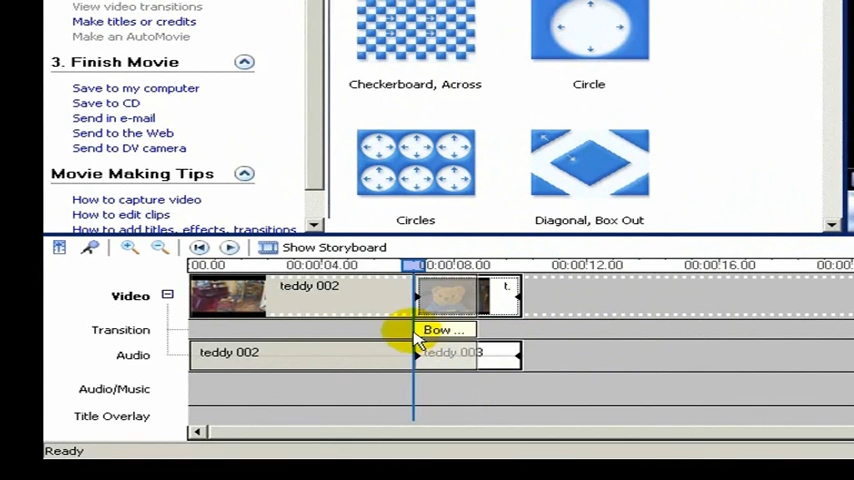 View video transitions
Make titles or credits
Make an AutoMovie
3. Finish Movie
Save to my computer
Save to CD
Send in e-mail
Send to the Web
Send to DV camera
Movie Making Tips
How to capture video
How to edit clips
How to add titles, effects, transitions
Checkerboard, Across
Circle
Circles
Diagonal, Box Out
Show Storyboard
:00.00 00:00:04.00 00:00:08.00 00:00:12.00 00:00:16.00 00:00
Video teddy 002 t.
Transition Bow ...
Audio teddy 002 teddy 003
Audio/Music
Title Overlay
Ready